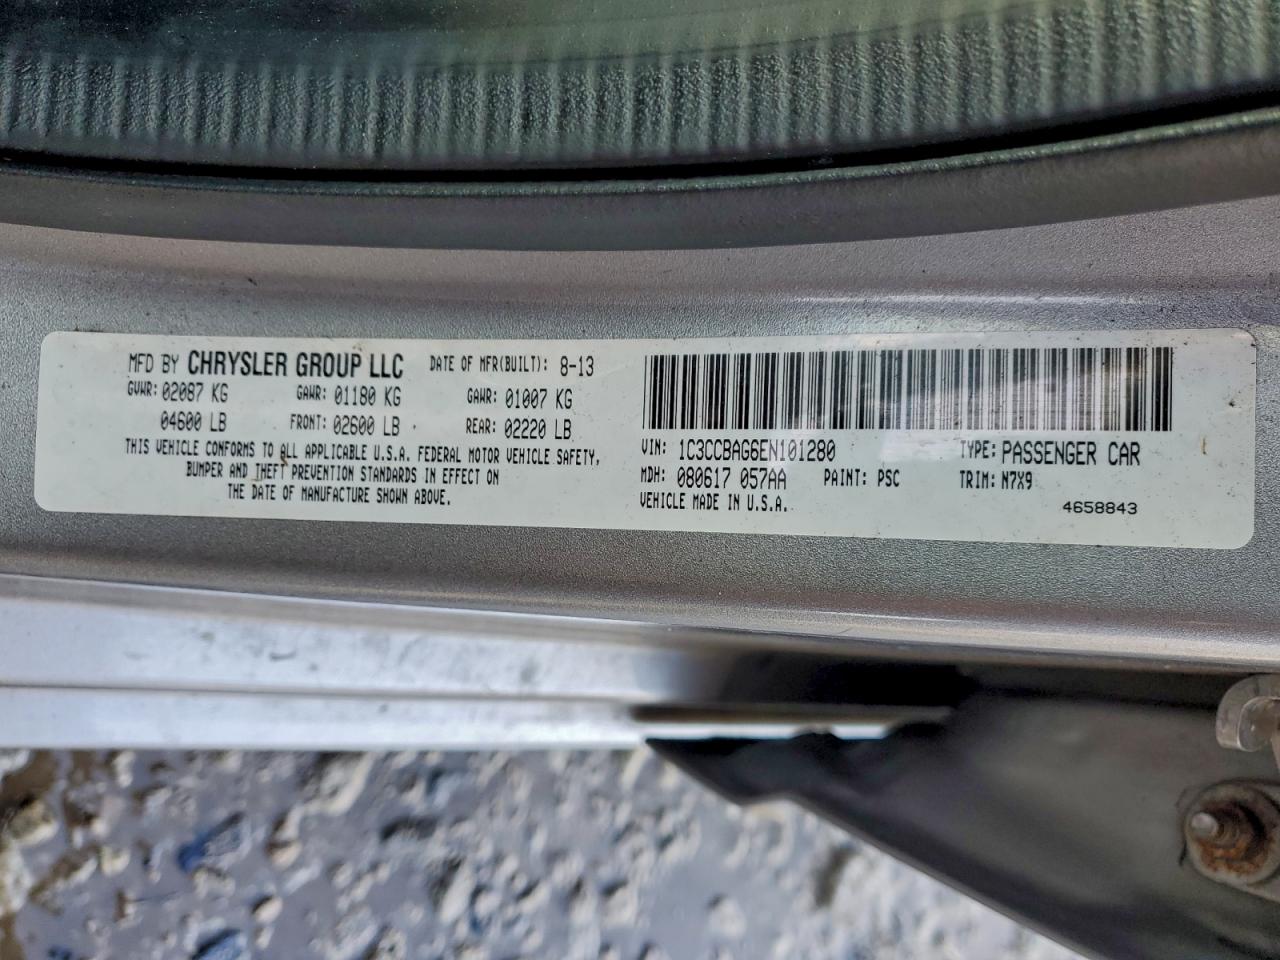 MFD BY CHRYSLER GROUP LLC DATE OF MFR(BUILT): 8-13
GVWR: 02087 KG GAWR: 01180 KG GAWR: 01007 KG
04600 LB FRONT: 02600 LB REAR: 02220 LB
THIS VEHICLE CONFORMS TO ALL APPLICABLE U.S.A. FEDERAL MOTOR VEHICLE SAFETY,
BUMPER AND THEFT PREVENTION STANDARDS IN EFFECT ON
THE DATE OF MANUFACTURE SHOWN ABOVE.
VIN: 1C3CCBAG6EN101280 TYPE: PASSENGER CAR
MDH: 080617 057AA PAINT: PSC TRIM: N7X9
VEHICLE MADE IN U.S.A. 4658843